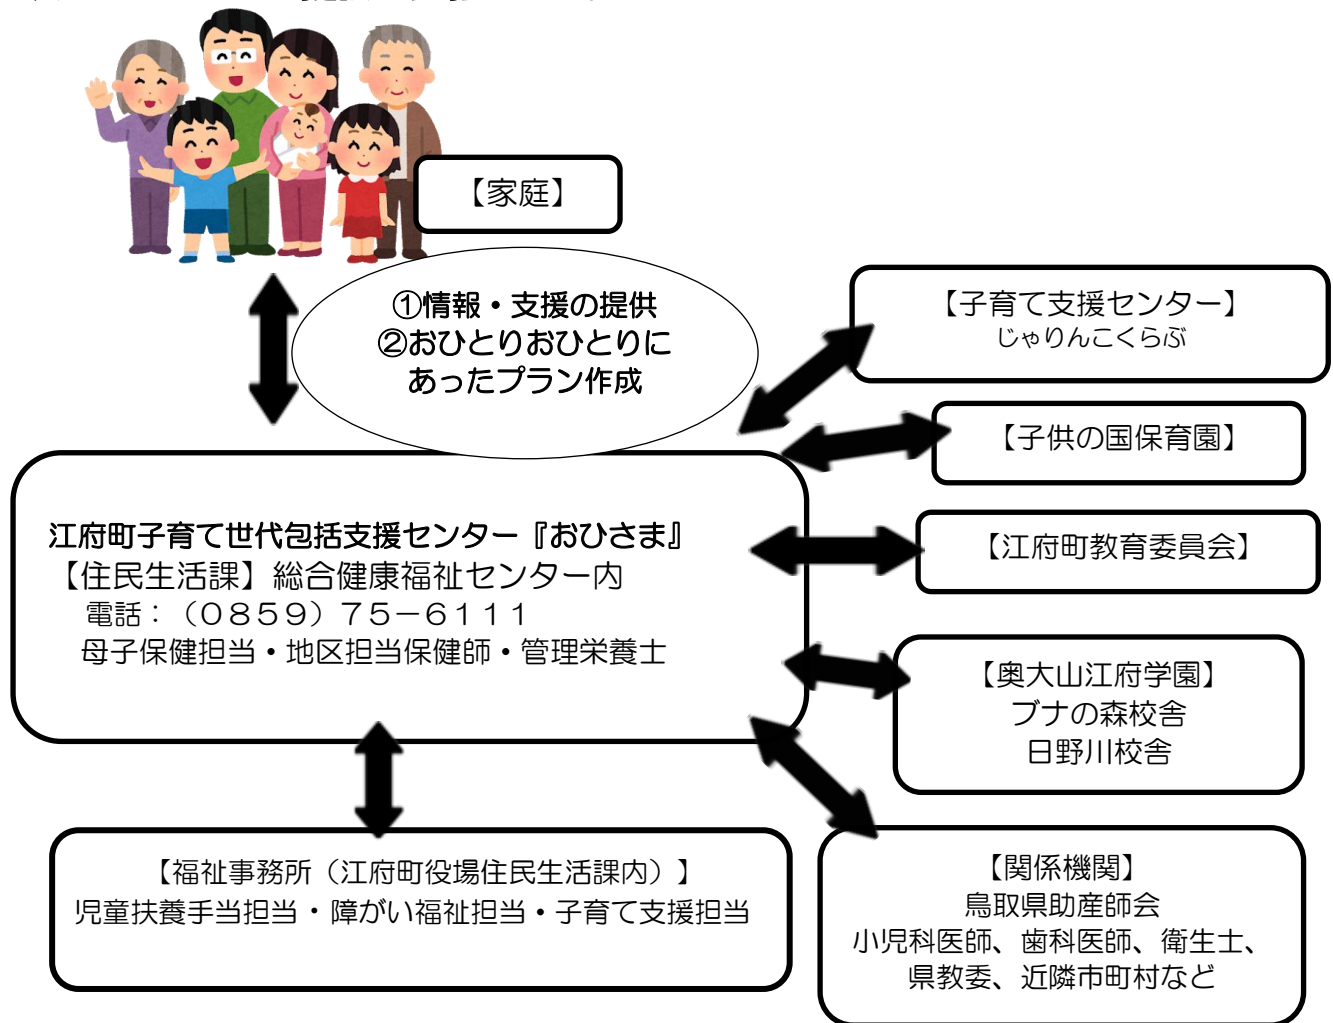 【家庭】
①情報・支援の提供
②おひとりおひとりに
あったプラン作成
【子育て支援センター】
じゃりんこくらぶ
【子供の国保育園】
江府町子育て世代包括支援センター『おひさま』
【住民生活課】総合健康福祉センター内
電話：（０８５９）７５－６１１１
母子保健担当・地区担当保健師・管理栄養士
【江府町教育委員会】
【奥大山江府学園】
ブナの森校舎
日野川校舎
【福祉事務所（江府町役場住民生活課内）】
児童扶養手当担当・障がい福祉担当・子育て支援担当
【関係機関】
鳥取県助産師会
小児科医師、歯科医師、衛生士、
県教委、近隣市町村など